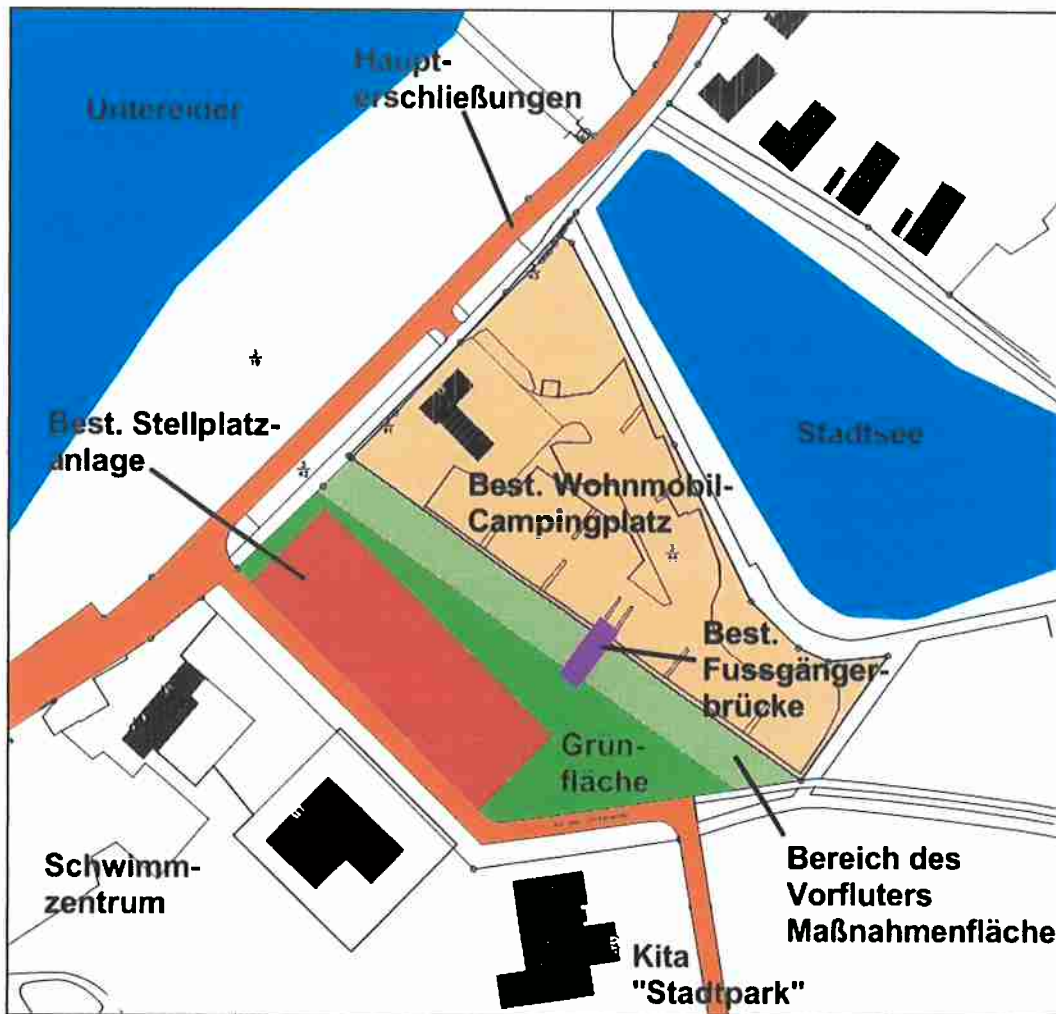 Haupt-
erschließungen
Untereider
Best. Stellplatz-
anlage
Stadtsee
Best. Wohnmobil-
Campingplatz
Best.
Fussgänger-
brücke
Grün-
fläche
Schwimm-
zentrum
Bereich des
Vorfluters
Maßnahmenfläche
Kita
"Stadtpark"